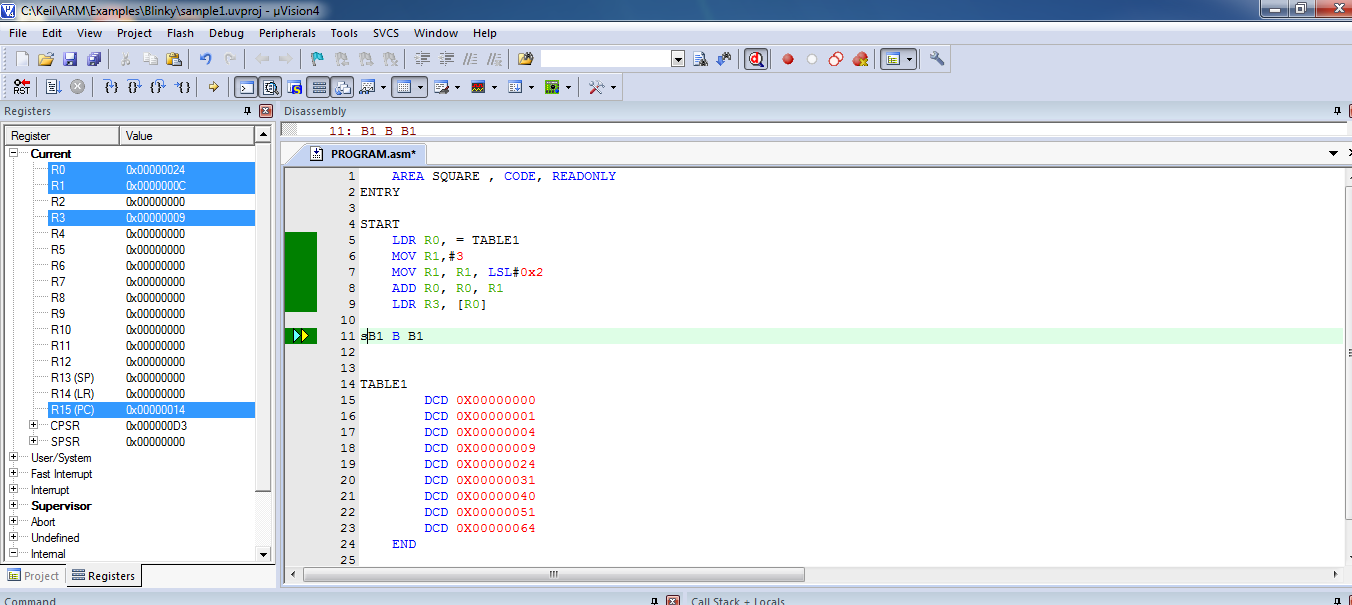 C:\Keil\ARM\Examples\Blinky\sample1.uvproj - µVision4
File Edit View Project Flash Debug Peripherals Tools SVCS Window Help
RST
Registers
Register Value
Current
R0 0x00000024
R1 0x0000000C
R2 0x00000000
R3 0x00000009
R4 0x00000000
R5 0x00000000
R6 0x00000000
R7 0x00000000
R8 0x00000000
R9 0x00000000
R10 0x00000000
R11 0x00000000
R12 0x00000000
R13 (SP) 0x00000000
R14 (LR) 0x00000000
R15 (PC) 0x00000014
CPSR 0x000000D3
SPSR 0x00000000
User/System
Fast Interrupt
Interrupt
Supervisor
Abort
Undefined
Internal
Project Registers
Disassembly
11: B1 B B1
PROGRAM.asm*
1 AREA SQUARE , CODE, READONLY
2 ENTRY
3
4 START
5 LDR R0, = TABLE1
6 MOV R1,#3
7 MOV R1, R1, LSL#0x2
8 ADD R0, R0, R1
9 LDR R3, [R0]
10
11 sB1 B B1
12
13
14 TABLE1
15 DCD 0X00000000
16 DCD 0X00000001
17 DCD 0X00000004
18 DCD 0X00000009
19 DCD 0X00000024
20 DCD 0X00000031
21 DCD 0X00000040
22 DCD 0X00000051
23 DCD 0X00000064
24 END
25
Command
Call Stack + Locals